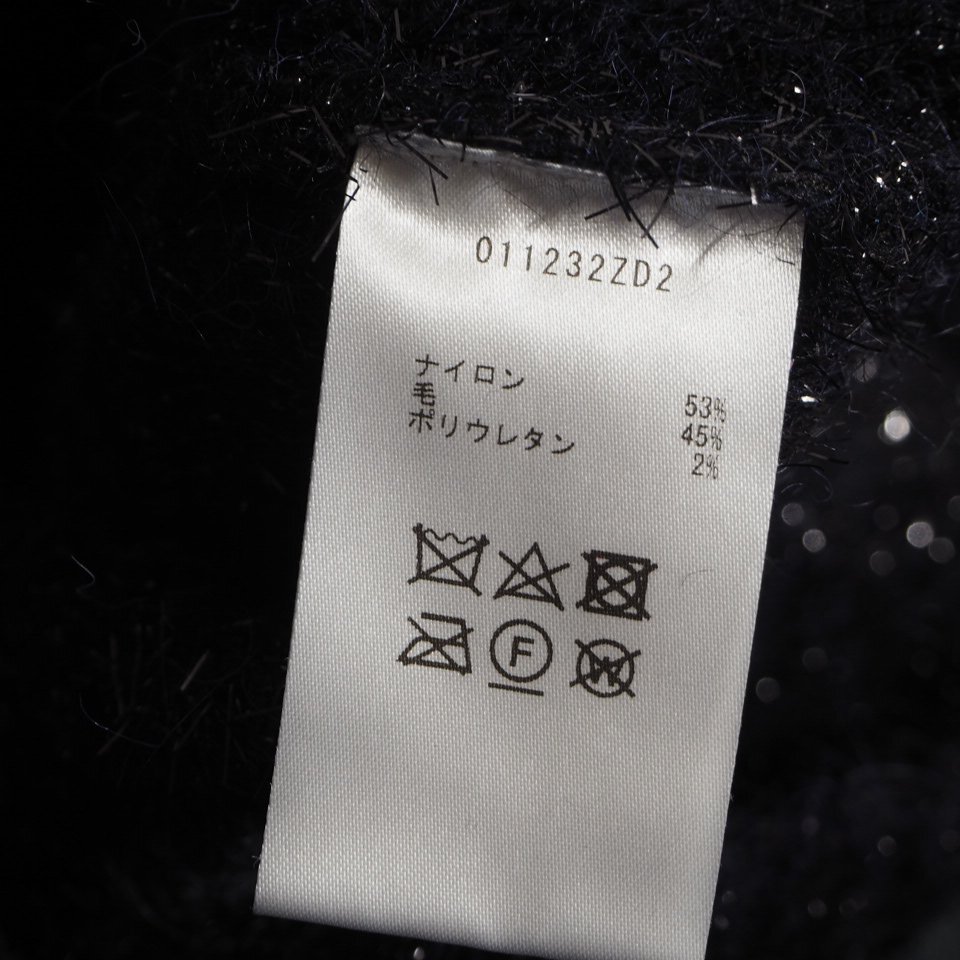 011232ZD2
ナイロン 53%
毛 45%
ポリウレタン 2%
F W